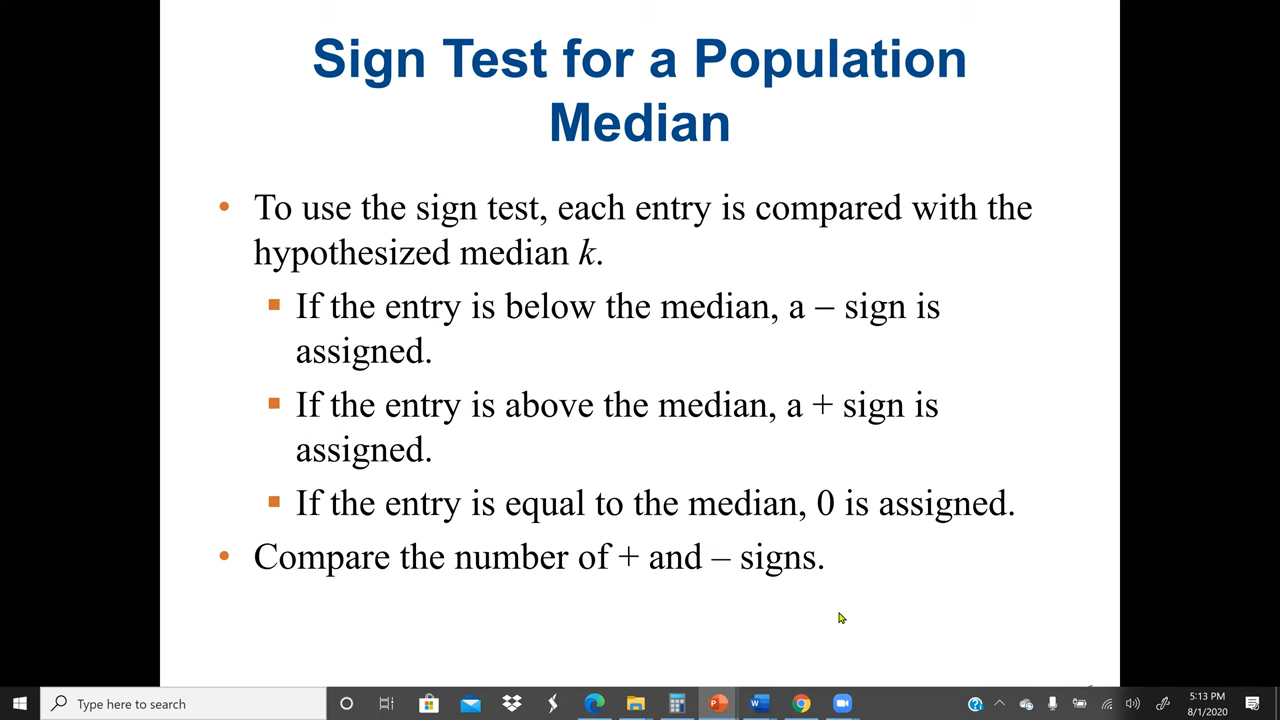 Sign Test for a Population
Median
• To use the sign test, each entry is compared with the
hypothesized median k.
▪ If the entry is below the median, a – sign is
assigned.
▪ If the entry is above the median, a + sign is
assigned.
▪ If the entry is equal to the median, 0 is assigned.
• Compare the number of + and – signs.
Type here to search
5:13 PM
8/1/2020